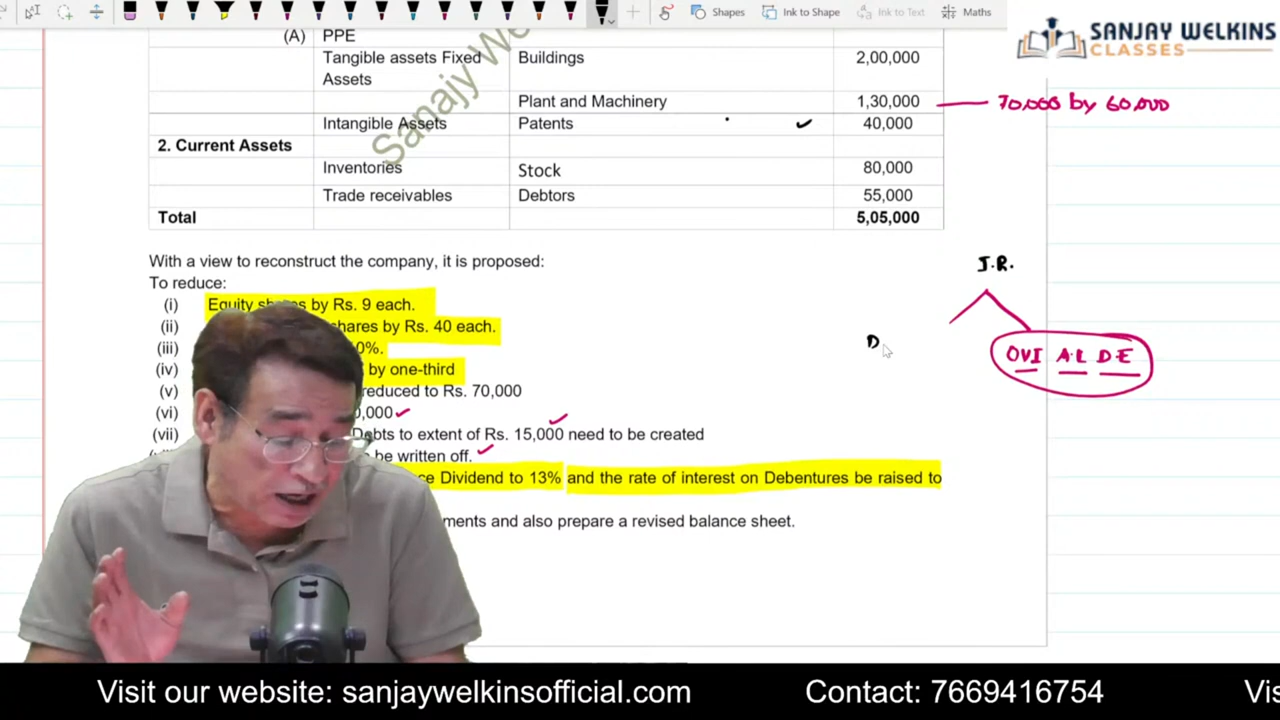 Shapes Ink to Shape Ink to Text Maths
SANJAY WELKINS
CLASSES
(A) PPE
Tangible assets Fixed Assets Buildings 2,00,000
Plant and Machinery 1,30,000 70,000 by 60,000
Intangible Assets Patents 40,000
2. Current Assets
Inventories Stock 80,000
Trade receivables Debtors 55,000
Total 5,05,000
Sanajy We
With a view to reconstruct the company, it is proposed:
To reduce:
(i) Equity shares by Rs. 9 each.
(ii) shares by Rs. 40 each.
(iii) 0%.
(iv) by one-third
(v) reduced to Rs. 70,000
(vi) 0,000
(vii) Debts to extent of Rs. 15,000 need to be created
be written off.
ce Dividend to 13% and the rate of interest on Debentures be raised to
ments and also prepare a revised balance sheet.
I.R.
D
OVI A.L D E
Visit our website: sanjaywelkinsofficial.com Contact: 7669416754 Vis